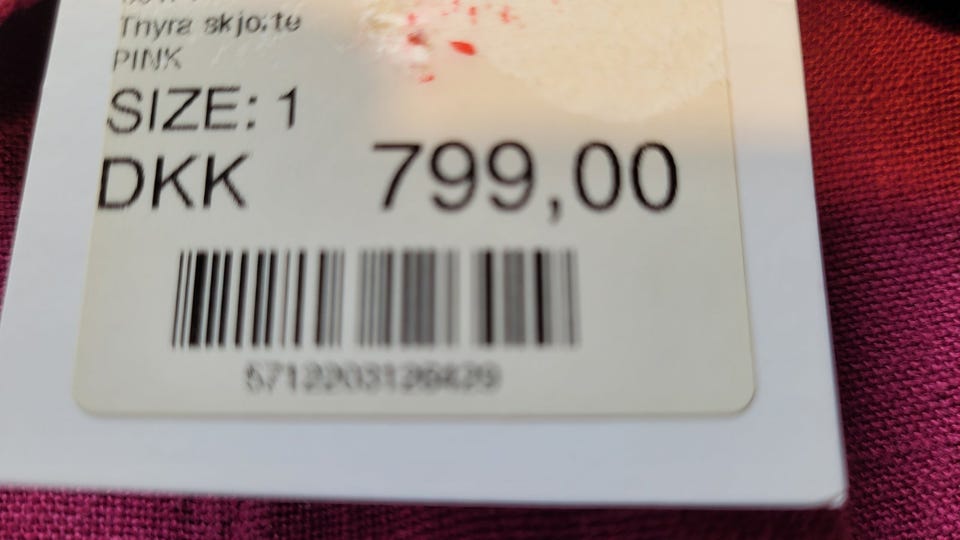 Thyra skjorte
PINK
SIZE: 1
DKK 799,00